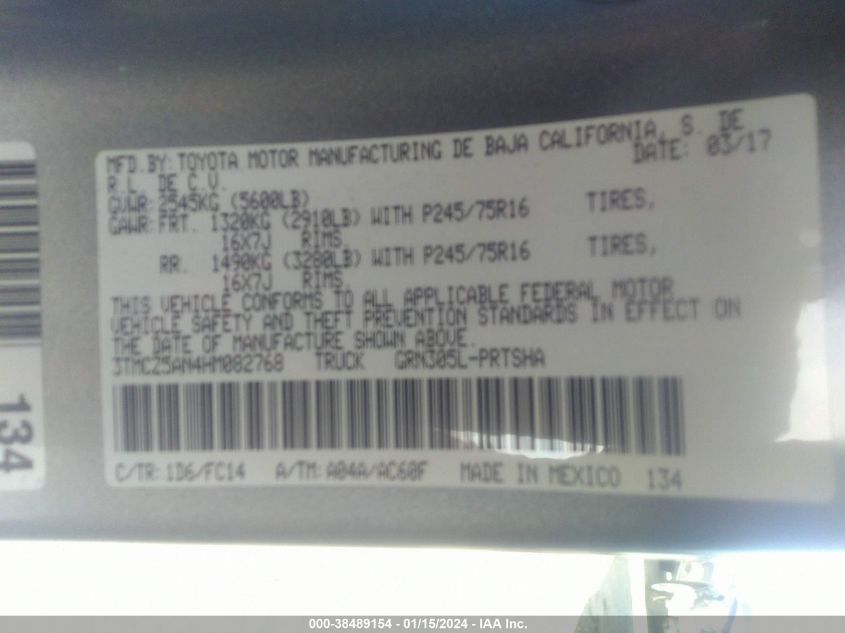 MFD.BY:TOYOTA MOTOR MANUFACTURING DE BAJA CALIFORNIA, S. DE
R.L. DE C.V. DATE: 03/17
GVWR:2545KG (5600LB)
GAWR:FRT. 1320KG (2910LB) WITH P245/75R16 TIRES,
16X7J RIMS,
RR. 1490KG (3280LB) WITH P245/75R16 TIRES,
16X7J RIMS.
THIS VEHICLE CONFORMS TO ALL APPLICABLE FEDERAL MOTOR
VEHICLE SAFETY AND THEFT PREVENTION STANDARDS IN EFFECT ON
THE DATE OF MANUFACTURE SHOWN ABOVE.
3TMCZ5AN4HM082768 TRUCK GRN305L-PRTSHA
C/TR:1D6/FC14 A/TM:A04A/AC60F MADE IN MEXICO 134
134
000-38489154 - 01/15/2024 - IAA Inc.